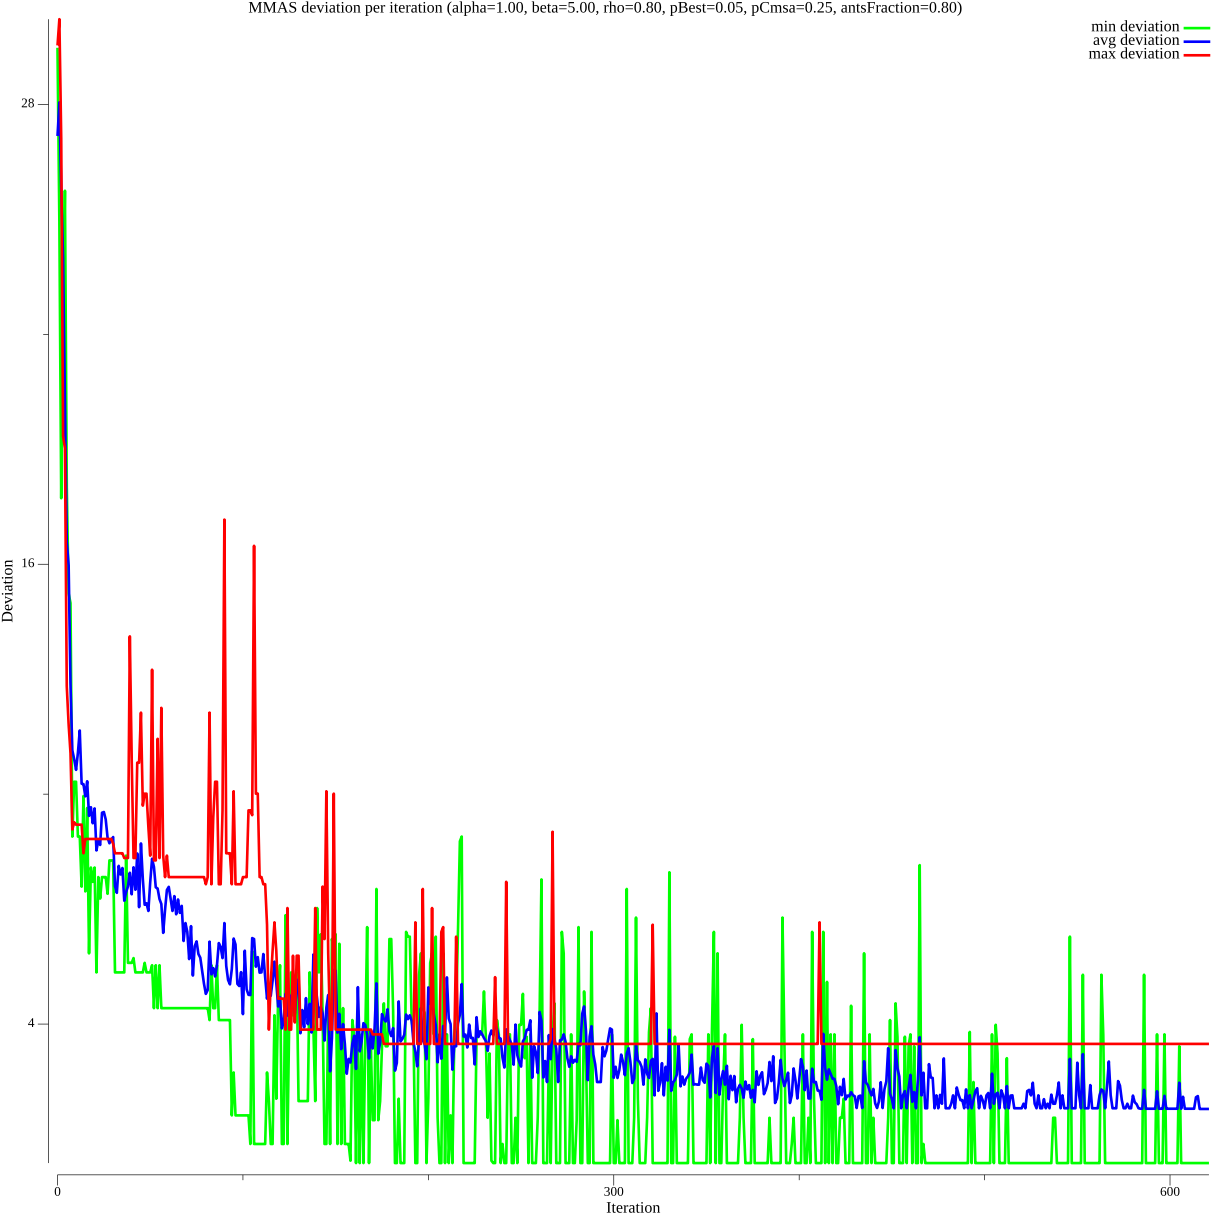 MMAS deviation per iteration (alpha=1.00, beta=5.00, rho=0.80, pBest=0.05, pCmsa=0.25, antsFraction=0.80)
min deviation
avg deviation
max deviation
28
16
4
Deviation
0
300
600
Iteration